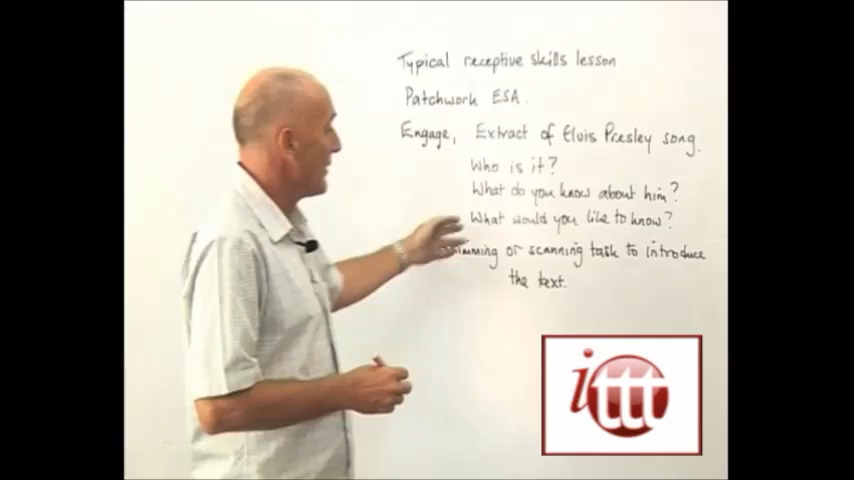 Typical receptive skills lesson.
Patchwork ESA.
Engage, Extract of Elvis Presley song.
Who is it?
What do you know about him?
What would you like to know?
or scanning task to introduce
the text.
ittt